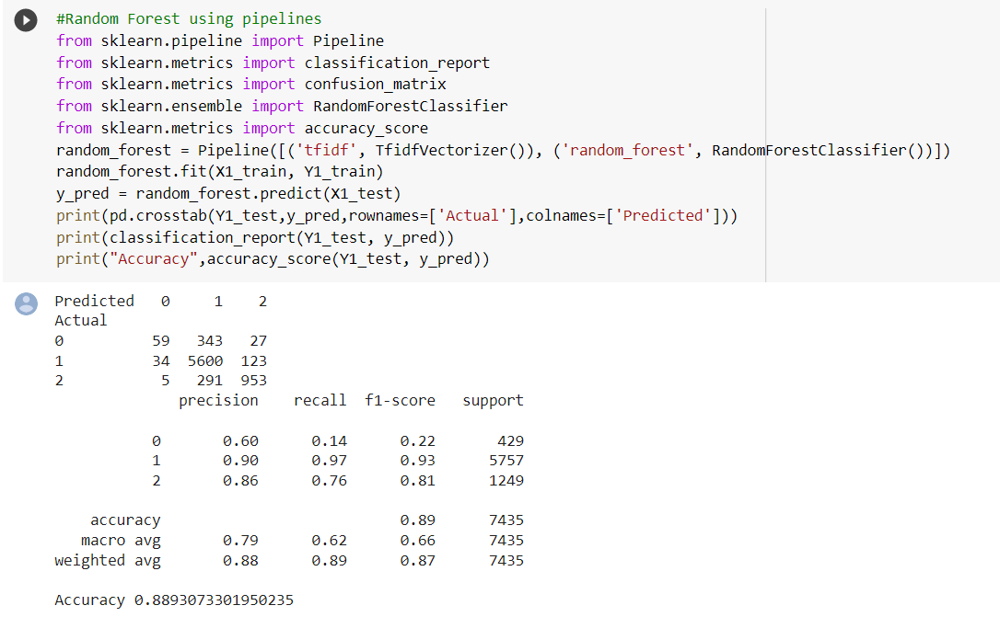 #Random Forest using pipelines
from sklearn.pipeline import Pipeline
from sklearn.metrics import classification_report
from sklearn.metrics import confusion_matrix
from sklearn.ensemble import RandomForestClassifier
from sklearn.metrics import accuracy_score
random_forest = Pipeline([('tfidf', TfidfVectorizer()), ('random_forest', RandomForestClassifier())])
random_forest.fit(X1_train, Y1_train)
y_pred = random_forest.predict(X1_test)
print(pd.crosstab(Y1_test,y_pred,rownames=['Actual'],colnames=['Predicted']))
print(classification_report(Y1_test, y_pred))
print("Accuracy",accuracy_score(Y1_test, y_pred))
Predicted 0 1 2
Actual
0 59 343 27
1 34 5600 123
2 5 291 953
precision recall f1-score support
0 0.60 0.14 0.22 429
1 0.90 0.97 0.93 5757
2 0.86 0.76 0.81 1249
accuracy 0.89 7435
macro avg 0.79 0.62 0.66 7435
weighted avg 0.88 0.89 0.87 7435
Accuracy 0.8893073301950235